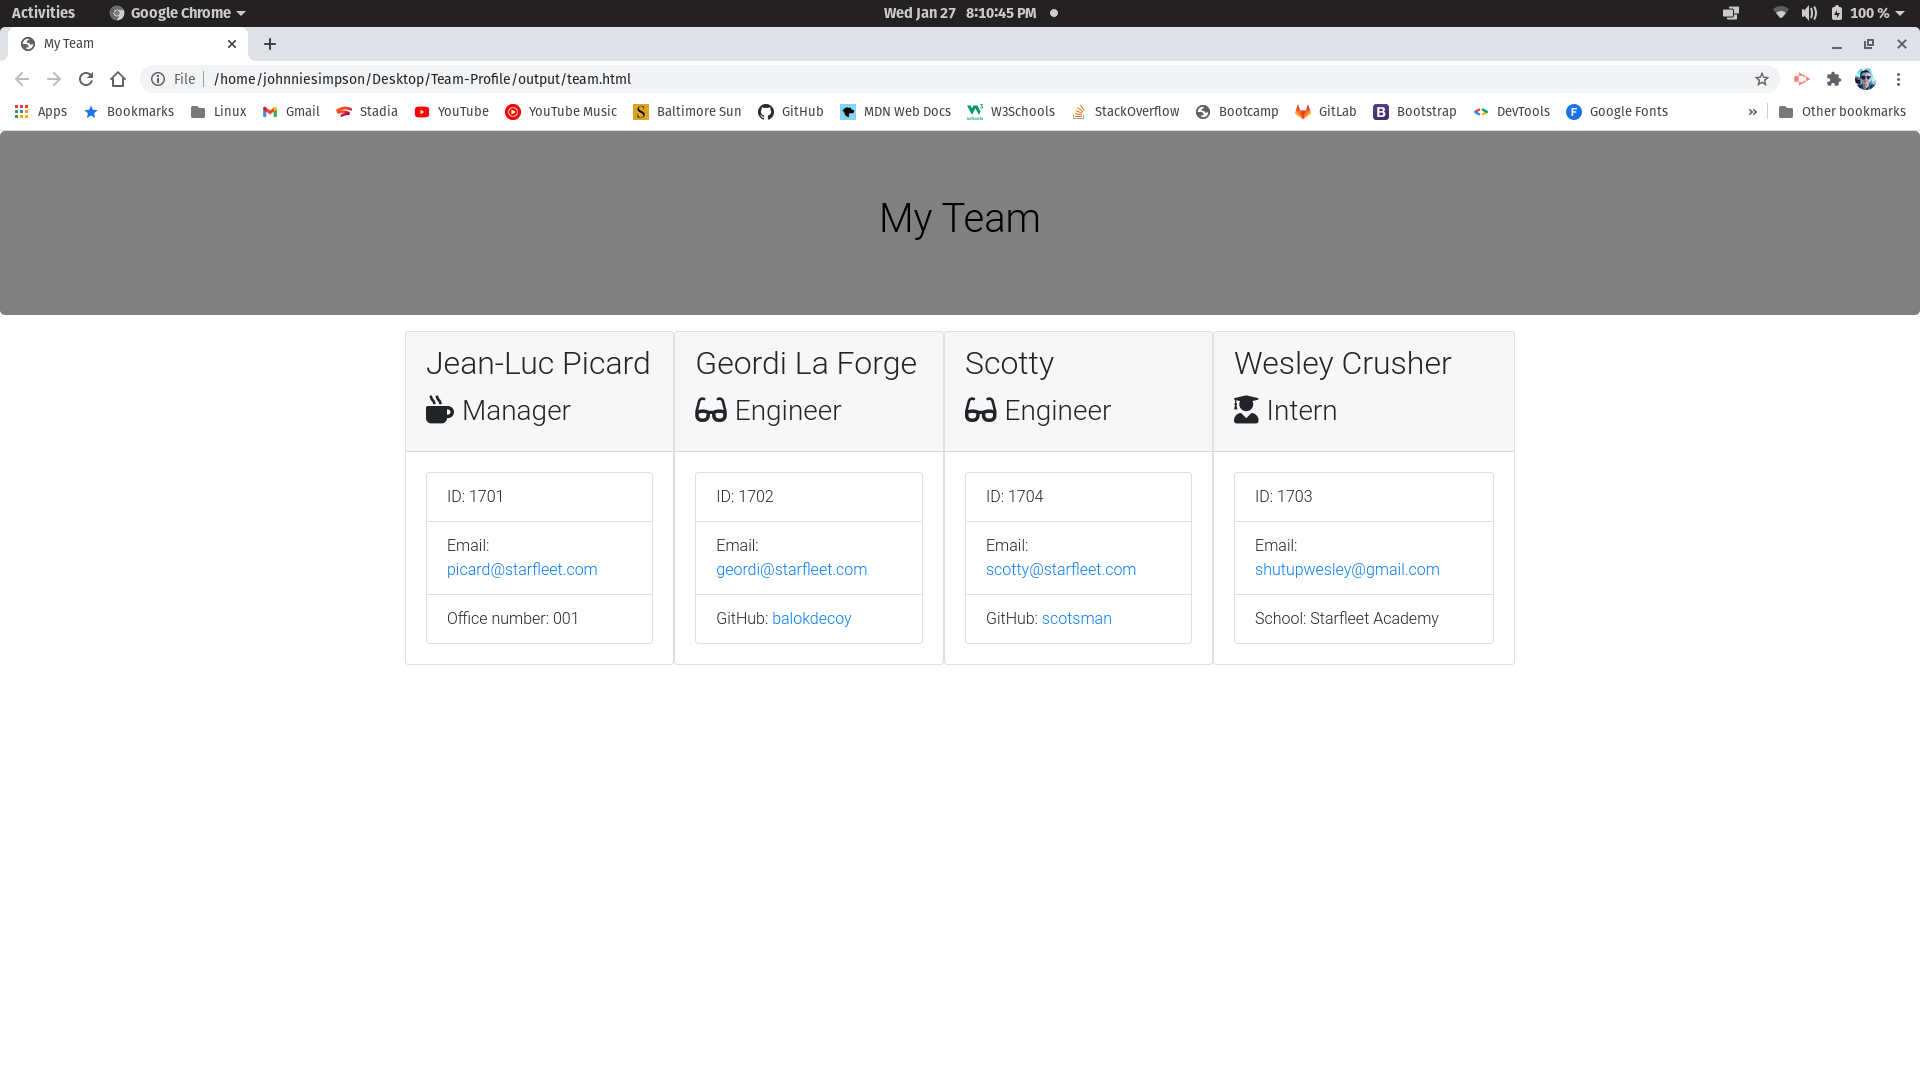 Activities Google Chrome Wed Jan 27 8:10:45 PM 100 %
My Team
File /home/johnniesimpson/Desktop/Team-Profile/output/team.html
Apps Bookmarks Linux Gmail Stadia YouTube YouTube Music Baltimore Sun GitHub MDN Web Docs W3Schools StackOverflow Bootcamp GitLab Bootstrap DevTools Google Fonts » Other bookmarks
My Team
Jean-Luc Picard
Manager
ID: 1701
Email:
picard@starfleet.com
Office number: 001
Geordi La Forge
Engineer
ID: 1702
Email:
geordi@starfleet.com
GitHub: balokdecoy
Scotty
Engineer
ID: 1704
Email:
scotty@starfleet.com
GitHub: scotsman
Wesley Crusher
Intern
ID: 1703
Email:
shutupwesley@gmail.com
School: Starfleet Academy